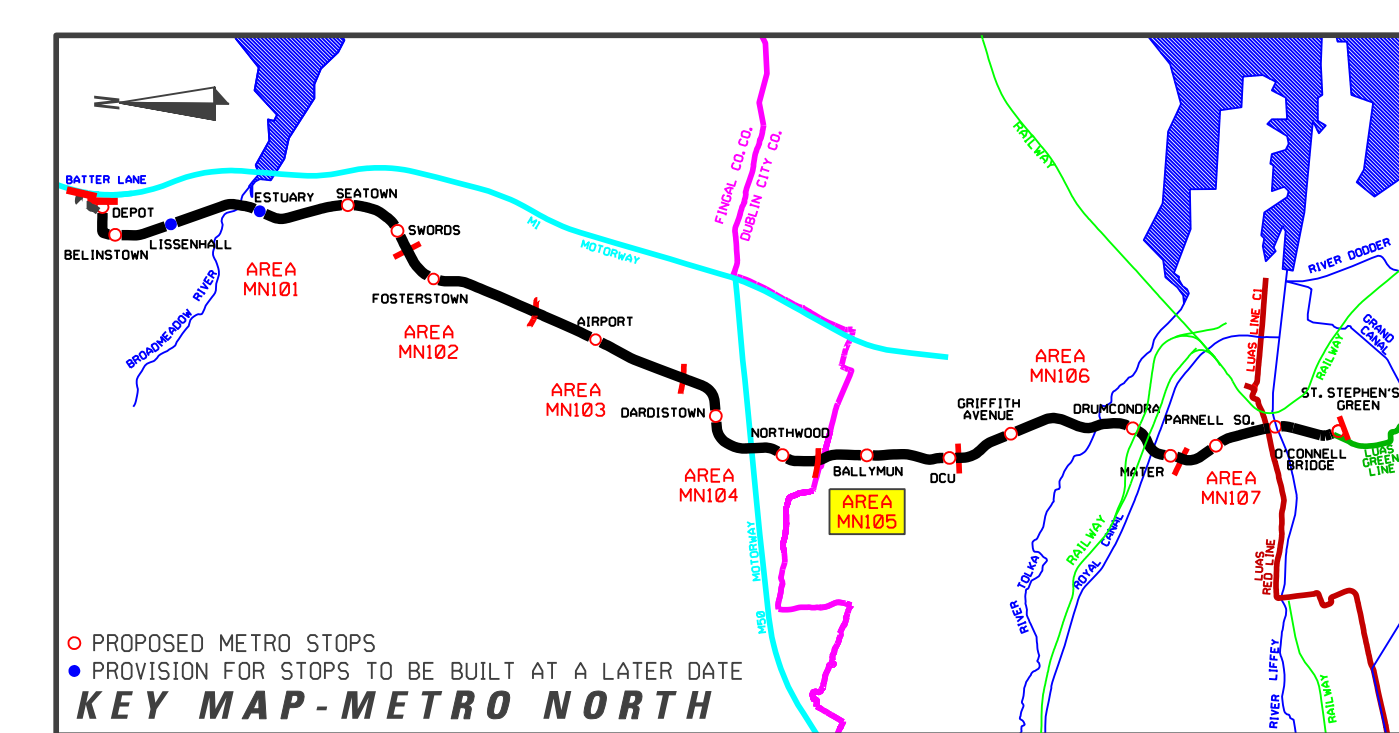 N
BATTER LANE
DEPOT
BELINSTOWN
LISSENHALL
ESTUARY
SEATOWN
SWORDS
AREA
MN101
BROADMEADOW RIVER
FOSTERSTOWN
AREA
MN102
AIRPORT
AREA
MN103
M1
MOTORWAY
FINGAL CO. CO.
DUBLIN CITY CO.
DARDISTOWN
NORTHWOOD
AREA
MN104
MOTORWAY
M50
BALLYMUN
AREA
MN105
DCU
GRIFFITH
AVENUE
AREA
MN106
RAILWAY
DRUMCONDRA
MATER
PARNELL SQ.
AREA
MN107
RIVER TOLKA
RAILWAY
ROYAL CANAL
LUAS LINE C1
RIVER DODDER
GRAND
CANAL
RAILWAY
ST. STEPHEN'S
GREEN
O'CONNELL
BRIDGE
LUAS
GREEN
LINE
LUAS
RED LINE
RIVER LIFFEY
RAILWAY
PROPOSED METRO STOPS
PROVISION FOR STOPS TO BE BUILT AT A LATER DATE
KEY MAP-METRO NORTH